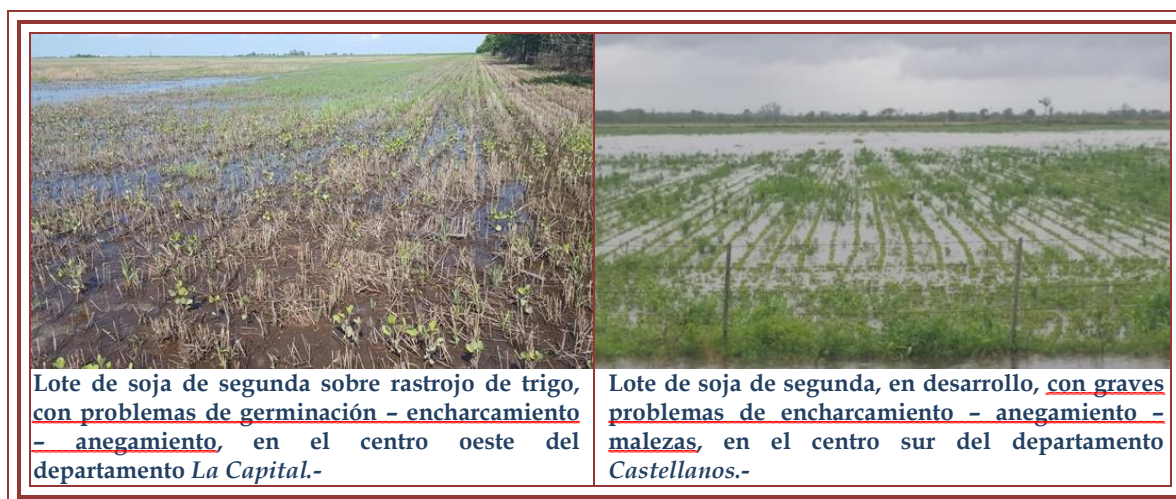 Lote de soja de segunda sobre rastrojo de trigo,
con problemas de germinación – encharcamiento
– anegamiento, en el centro oeste del
departamento La Capital.-
Lote de soja de segunda, en desarrollo, con graves
problemas de encharcamiento – anegamiento –
malezas, en el centro sur del departamento
Castellanos.-